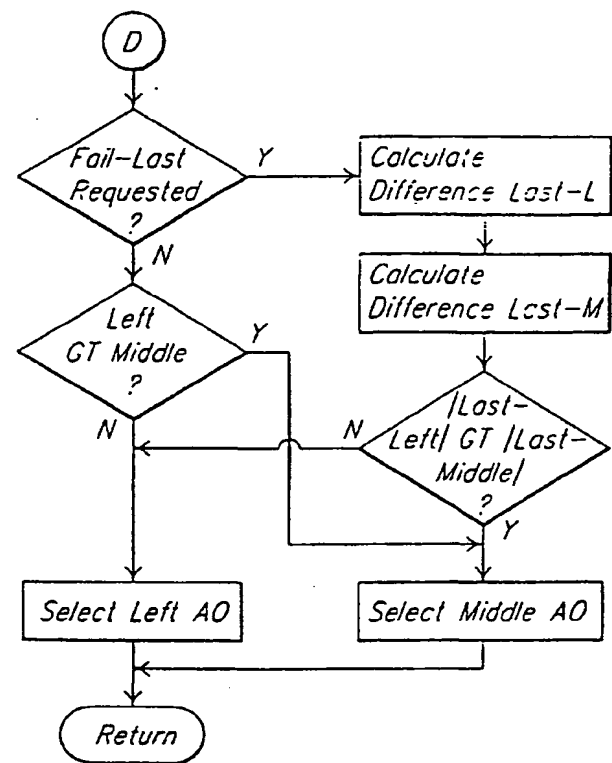 D
Fail-Last
Requested
?
Y
N
Calculate
Difference Last-L
Calculate
Difference Last-M
Left
GT Middle
?
Y
N
|Last-
Left| GT |Last-
Middle|
?
N
Y
Select Left AO
Select Middle AO
Return